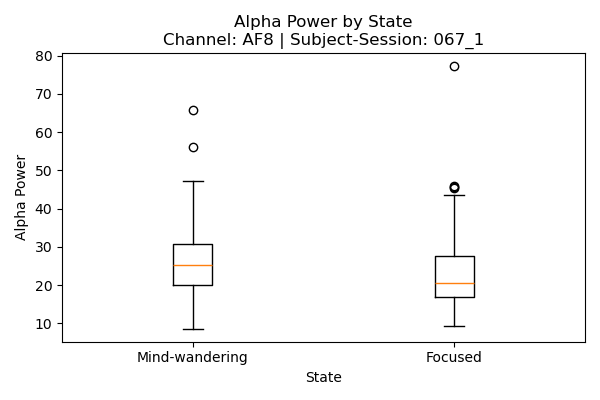 Alpha Power by State
Channel: AF8 | Subject-Session: 067_1
80
70
60
50
40
30
20
10
Alpha Power
Mind-wandering
Focused
State